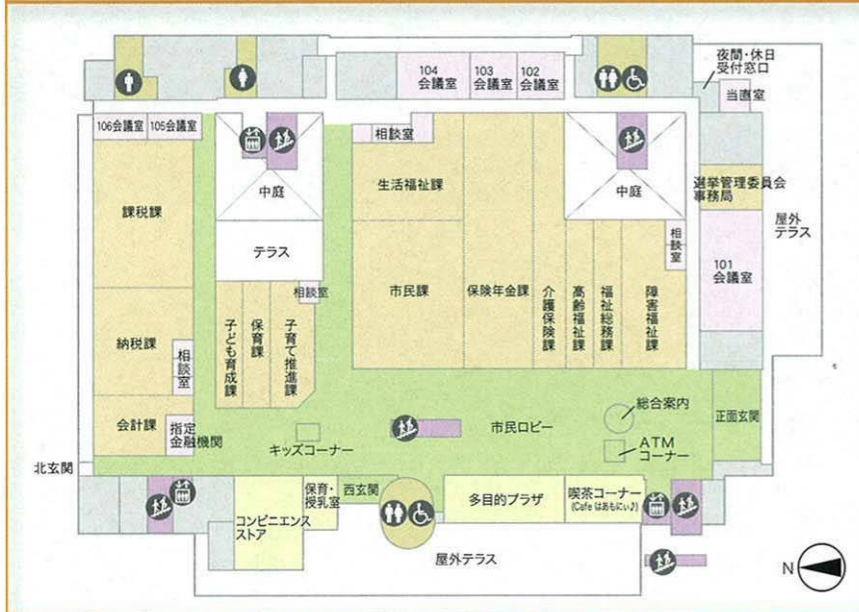 104
会議室
103
会議室
102
会議室
夜間・休日
受付窓口
当直室
106会議室
105会議室
相談室
課税課
中庭
生活福祉課
中庭
選挙管理委員会
事務局
屋外
テラス
テラス
相談室
101
会議室
相談室
市民課
保険年金課
介護保険課
高齢福祉課
福祉総務課
障害福祉課
納税課
相談室
子ども育成課
保育課
子育て推進課
会計課
指定
金融機関
キッズコーナー
市民ロビー
総合案内
正面玄関
ATM
コーナー
北玄関
保育・
授乳室
西玄関
多目的プラザ
喫茶コーナー
(Cafe はあもにぃ♪)
コンビニエンス
ストア
屋外テラス
N